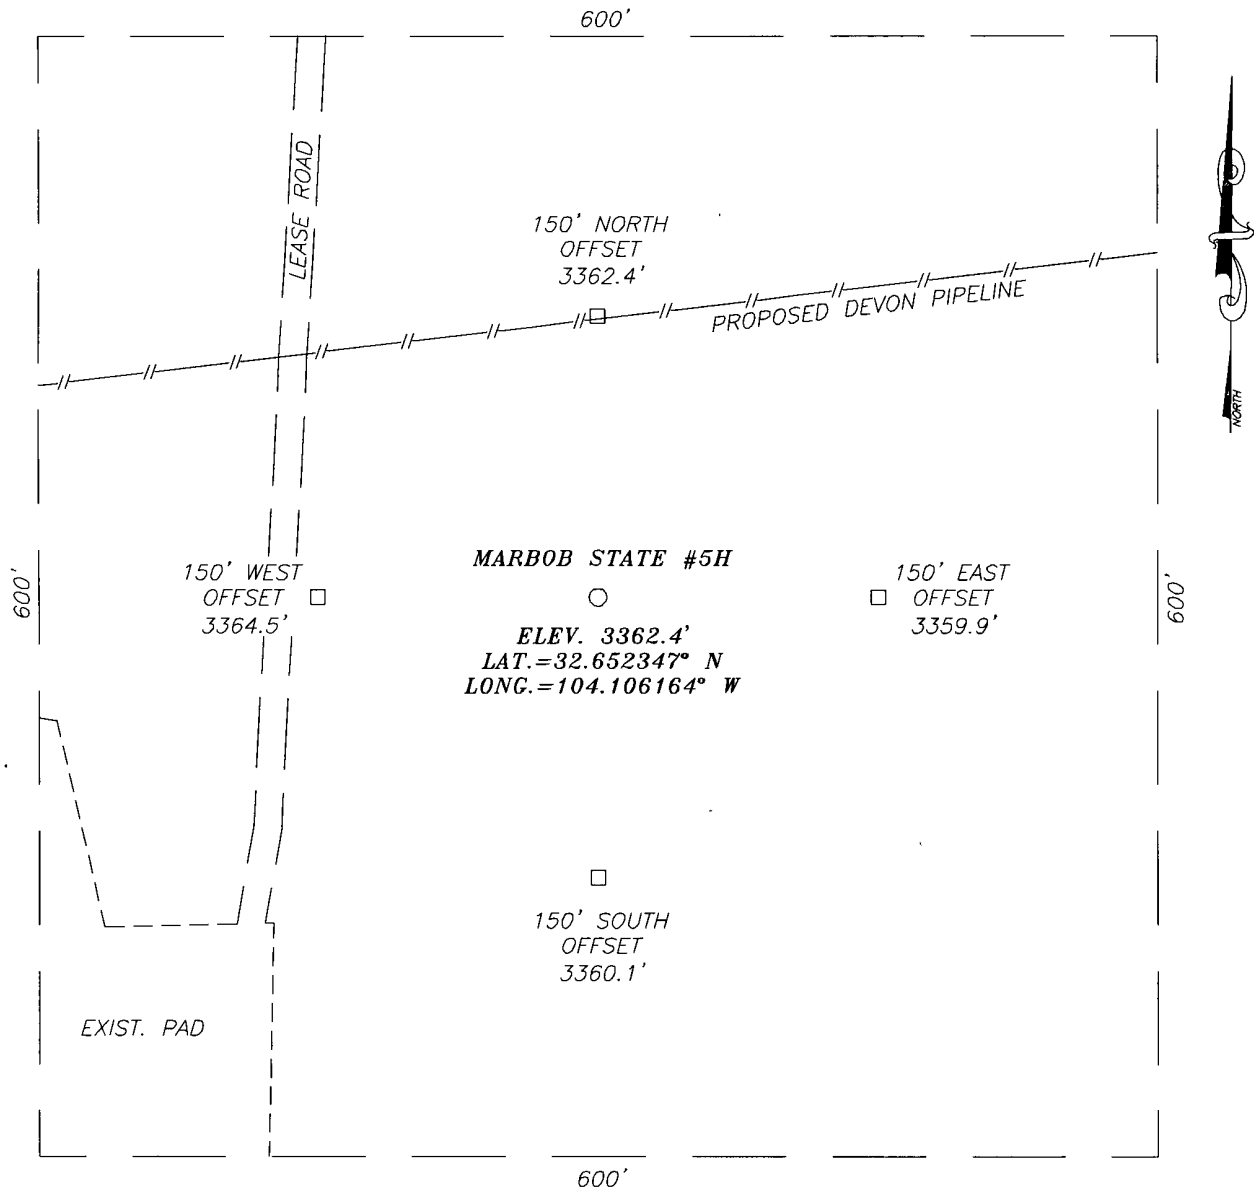 600'
LEASE ROAD
150' NORTH
OFFSET
3362.4'
PROPOSED DEVON PIPELINE
NORTH
600'
150' WEST
OFFSET
3364.5'
MARBOB STATE #5H
ELEV. 3362.4'
LAT.=32.652347° N
LONG.=104.106164° W
150' EAST
OFFSET
3359.9'
600'
150' SOUTH
OFFSET
3360.1'
EXIST. PAD
600'